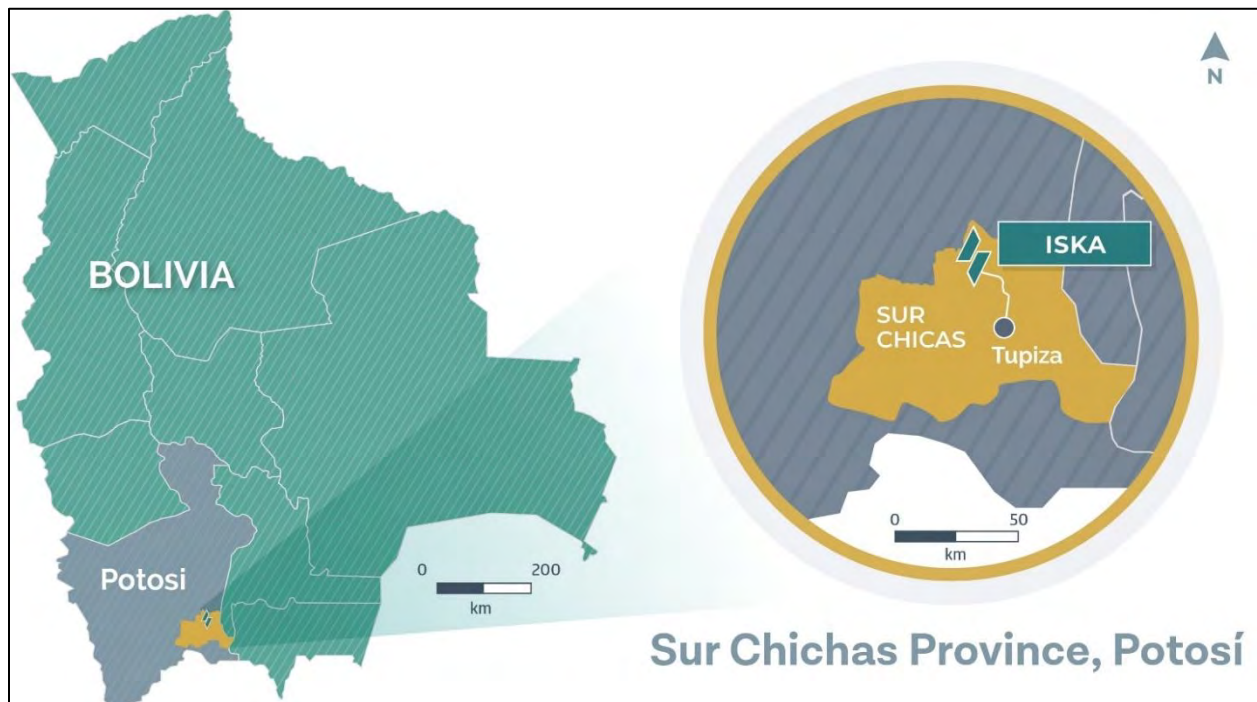 BOLIVIA
Potosi
0 200
km
N
ISKA
SUR
CHICAS
Tupiza
0 50
km
Sur Chichas Province, Potosí